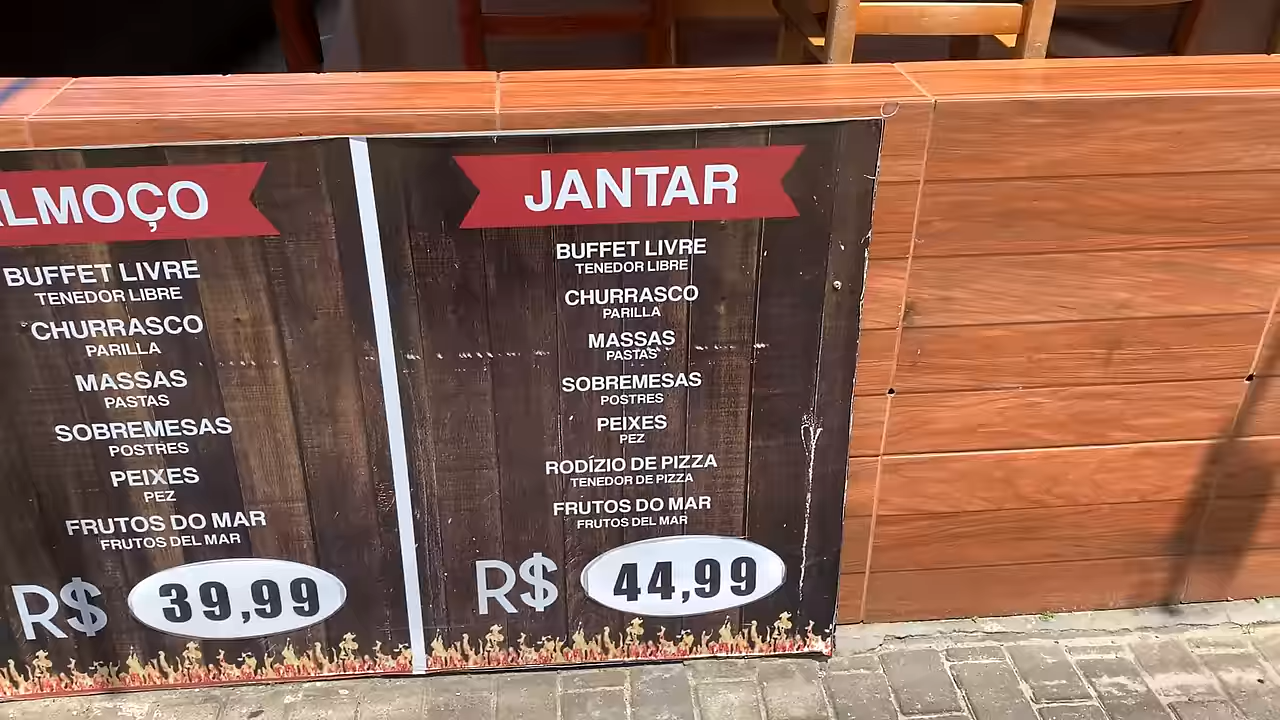 ALMOÇO
BUFFET LIVRE
TENEDOR LIBRE
CHURRASCO
PARILLA
MASSAS
PASTAS
SOBREMESAS
POSTRES
PEIXES
PEZ
FRUTOS DO MAR
FRUTOS DEL MAR
R$ 39,99
JANTAR
BUFFET LIVRE
TENEDOR LIBRE
CHURRASCO
PARILLA
MASSAS
PASTAS
SOBREMESAS
POSTRES
PEIXES
PEZ
RODÍZIO DE PIZZA
TENEDOR DE PIZZA
FRUTOS DO MAR
FRUTOS DEL MAR
R$ 44,99